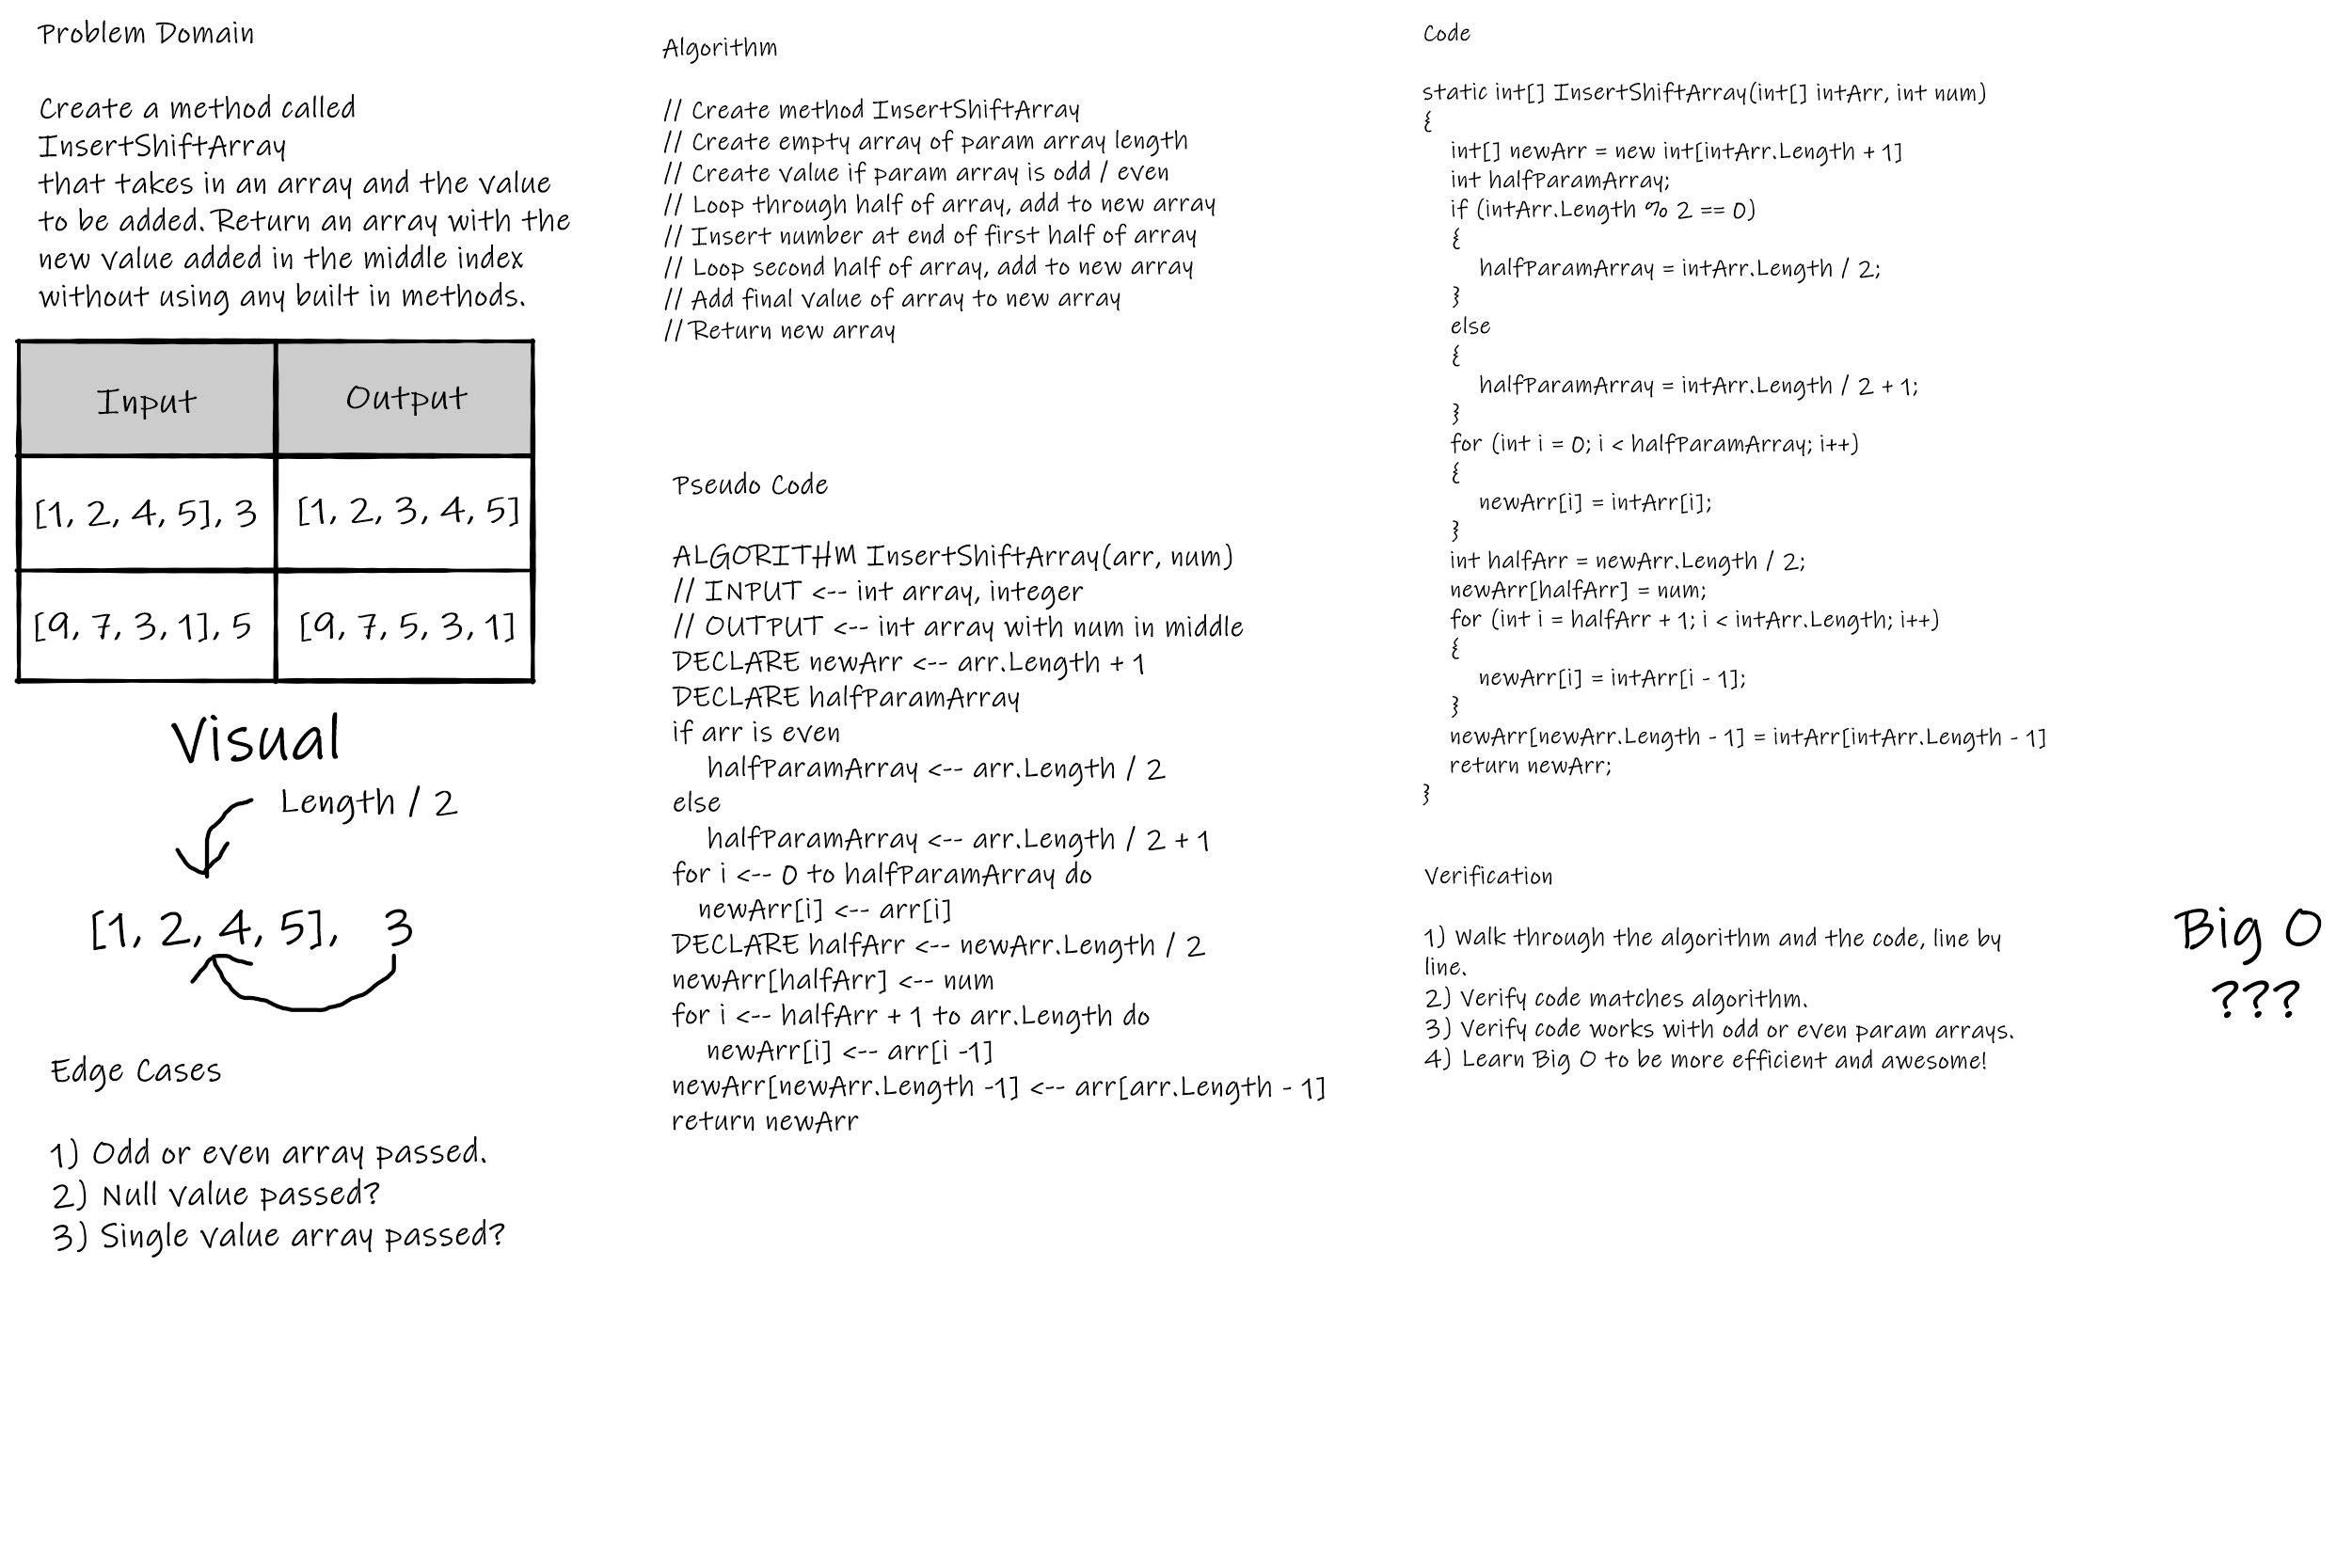 Problem Domain
Create a method called
InsertShiftArray
that takes in an array and the value
to be added. Return an array with the
new value added in the middle index
without using any built in methods.
Input
Output
[1, 2, 4, 5], 3
[1, 2, 3, 4, 5]
[9, 7, 3, 1], 5
[9, 7, 5, 3, 1]
Visual
Length / 2
[1, 2, 4, 5], 3
Edge Cases
1) Odd or even array passed.
2) Null value passed?
3) Single value array passed?
Algorithm
// Create method InsertShiftArray
// Create empty array of param array length
// Create value if param array is odd / even
// Loop through half of array, add to new array
// Insert number at end of first half of array
// Loop second half of array, add to new array
// Add final value of array to new array
// Return new array
Pseudo Code
ALGORITHM InsertShiftArray(arr, num)
// INPUT <-- int array, integer
// OUTPUT <-- int array with num in middle
DECLARE newArr <-- arr.Length + 1
DECLARE halfParamArray
if arr is even
halfParamArray <-- arr.Length / 2
else
halfParamArray <-- arr.Length / 2 + 1
for i <-- 0 to halfParamArray do
newArr[i] <-- arr[i]
DECLARE halfArr <-- newArr.Length / 2
newArr[halfArr] <-- num
for i <-- halfArr + 1 to arr.Length do
newArr[i] <-- arr[i -1]
newArr[newArr.Length -1] <-- arr[arr.Length - 1]
return newArr
Code
static int[] InsertShiftArray(int[] intArr, int num)
{
int[] newArr = new int[intArr.Length + 1]
int halfParamArray;
if (intArr.Length % 2 == 0)
{
halfParamArray = intArr.Length / 2;
}
else
{
halfParamArray = intArr.Length / 2 + 1;
}
for (int i = 0; i < halfParamArray; i++)
{
newArr[i] = intArr[i];
}
int halfArr = newArr.Length / 2;
newArr[halfArr] = num;
for (int i = halfArr + 1; i < intArr.Length; i++)
{
newArr[i] = intArr[i - 1];
}
newArr[newArr.Length - 1] = intArr[intArr.Length - 1]
return newArr;
}
Verification
1) Walk through the algorithm and the code, line by
line.
2) Verify code matches algorithm.
3) Verify code works with odd or even param arrays.
4) Learn Big O to be more efficient and awesome!
Big O
???